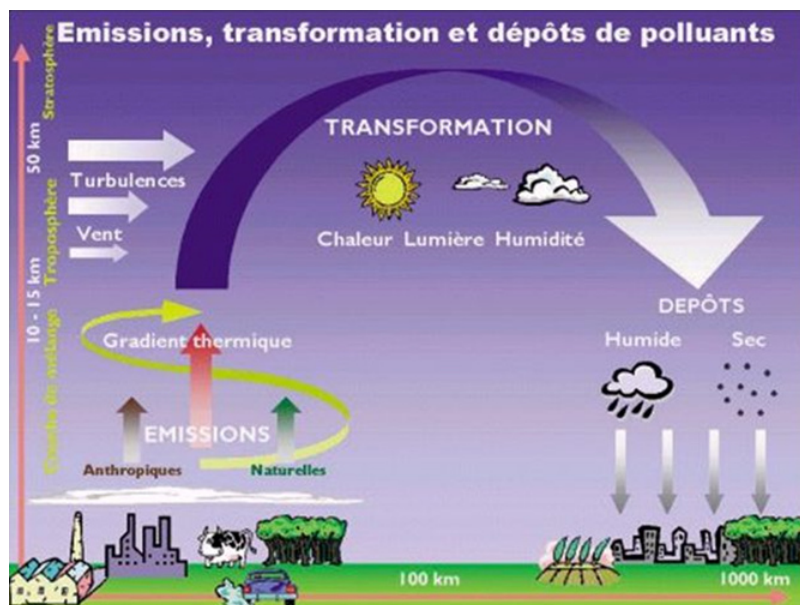 Emissions, transformation et dépôts de polluants
Stratosphère
50 km
Troposphère
10 - 15 km
Couche de mélange
Turbulences
Vent
TRANSFORMATION
Chaleur Lumière Humidité
Gradient thermique
EMISSIONS
Anthropiques
Naturelles
DEPÔTS
Humide Sec
100 km
1000 km